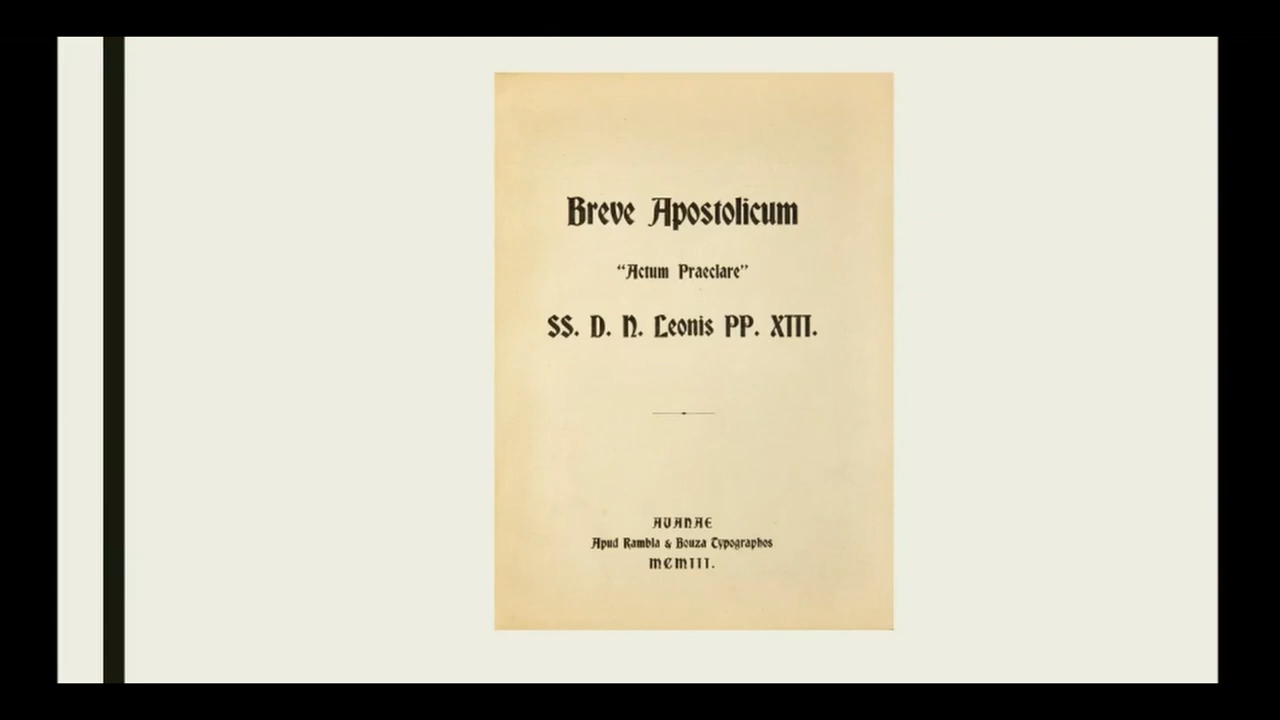 Breve Apostolicum
“Actum Praeclare”
SS. D. N. Leonis PP. XIII.
AVANAE
Apud Rambla & Bouza Typographos
MCMIII.